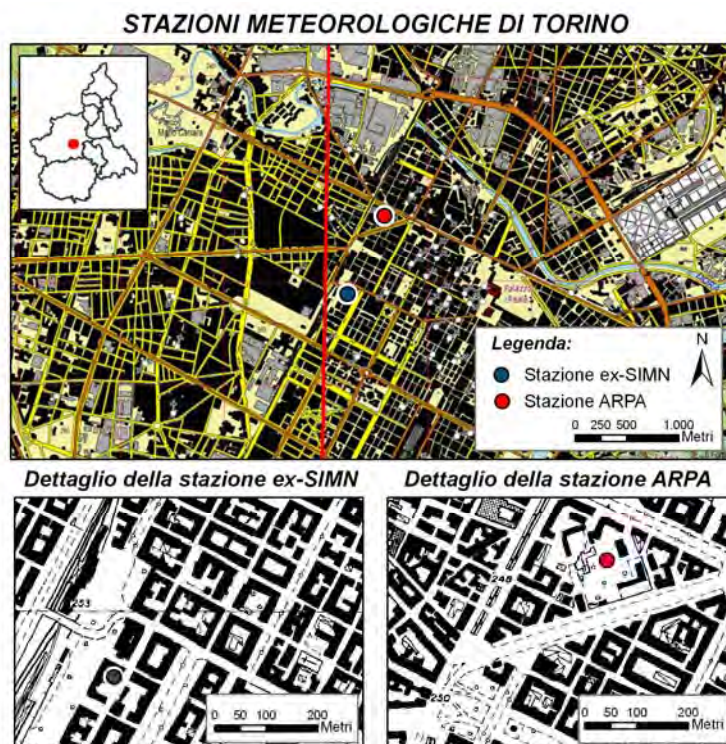 STAZIONI METEOROLOGICHE DI TORINO
Palazzo
Reale
Legenda:
N
Stazione ex-SIMN
Stazione ARPA
0 250 500 1.000
Metri
Dettaglio della stazione ex-SIMN
Dettaglio della stazione ARPA
253
0 50 100 200
Metri
248
250
0 50 100 200
Metri